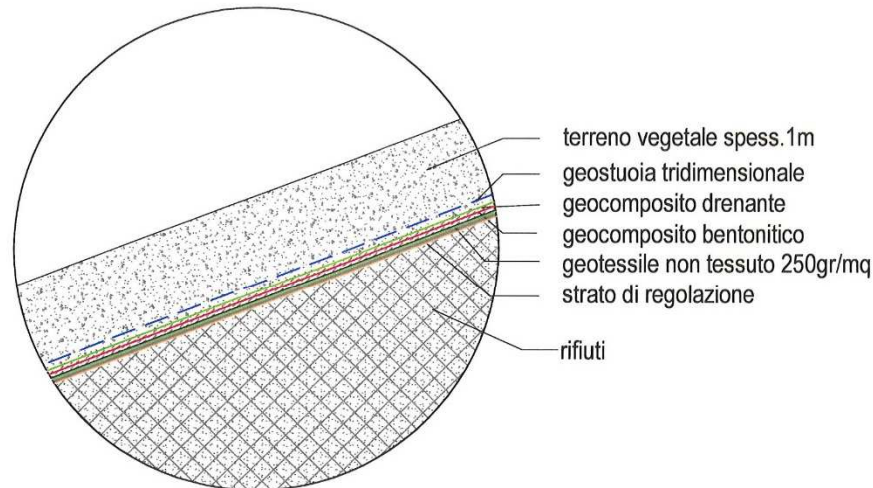 terreno vegetale spess.1m
geostuoia tridimensionale
geocomposito drenante
geocomposito bentonitico
geotessile non tessuto 250gr/mq
strato di regolazione
rifiuti